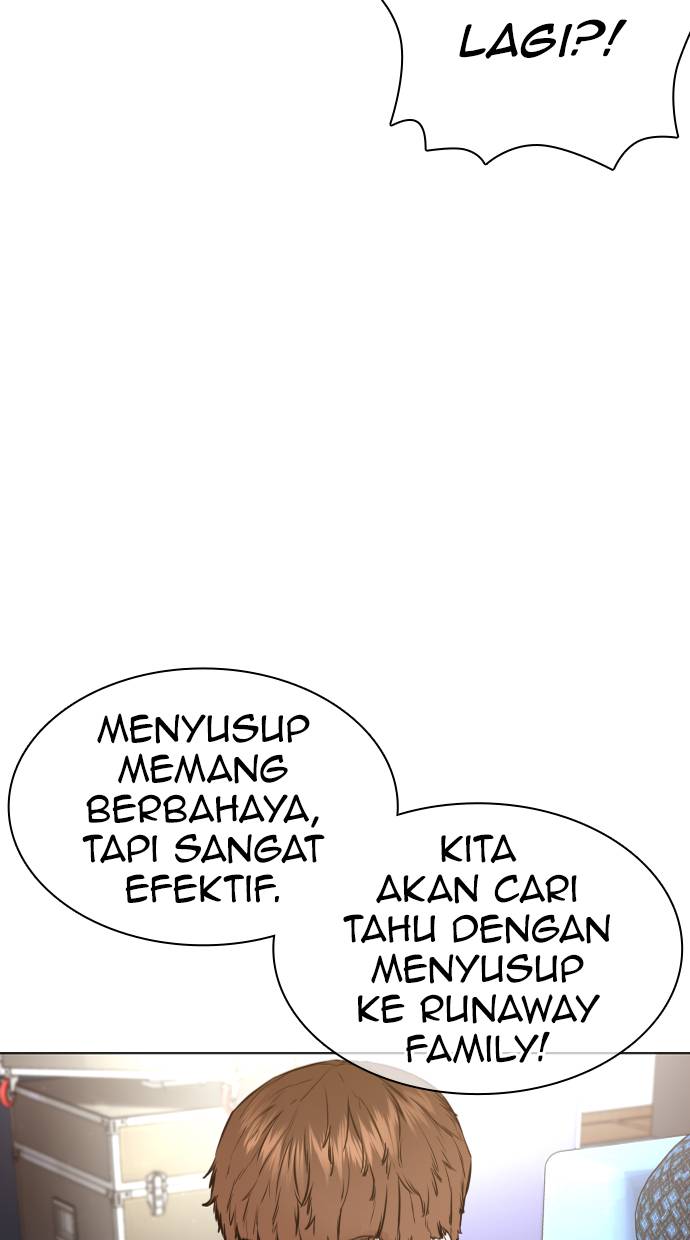 LAGI?!
MENYUSUP
MEMANG
BERBAHAYA,
TAPI SANGAT
EFEKTIF.
KITA
AKAN CARI
TAHU DENGAN
MENYUSUP
KE RUNAWAY
FAMILY!